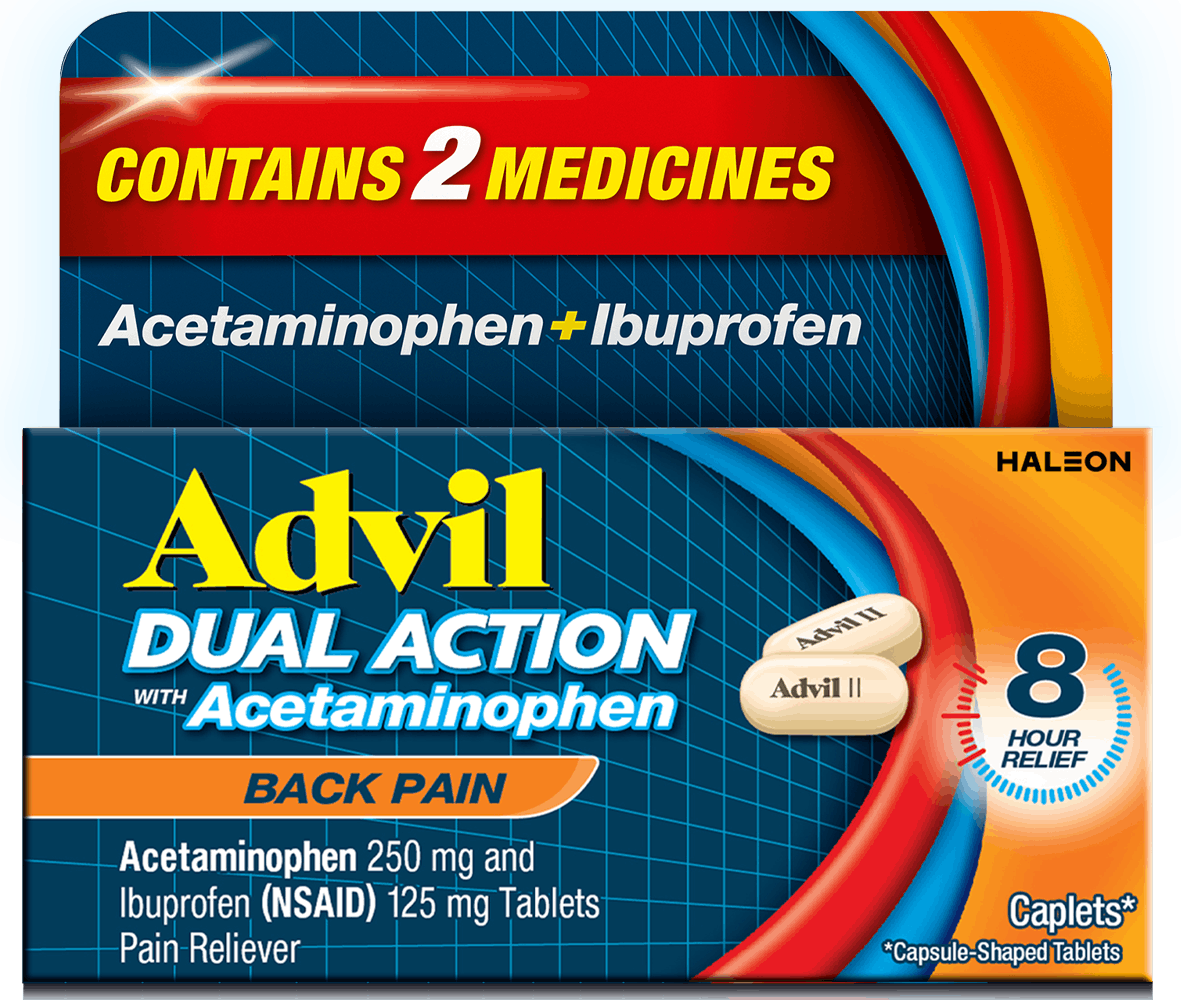 CONTAINS 2 MEDICINES
Acetaminophen + Ibuprofen
HALEON
Advil
DUAL ACTION
WITH Acetaminophen
Advil II
Advil II
8
HOUR
RELIEF
BACK PAIN
Acetaminophen 250 mg and
Ibuprofen (NSAID) 125 mg Tablets
Pain Reliever
Caplets*
*Capsule-Shaped Tablets